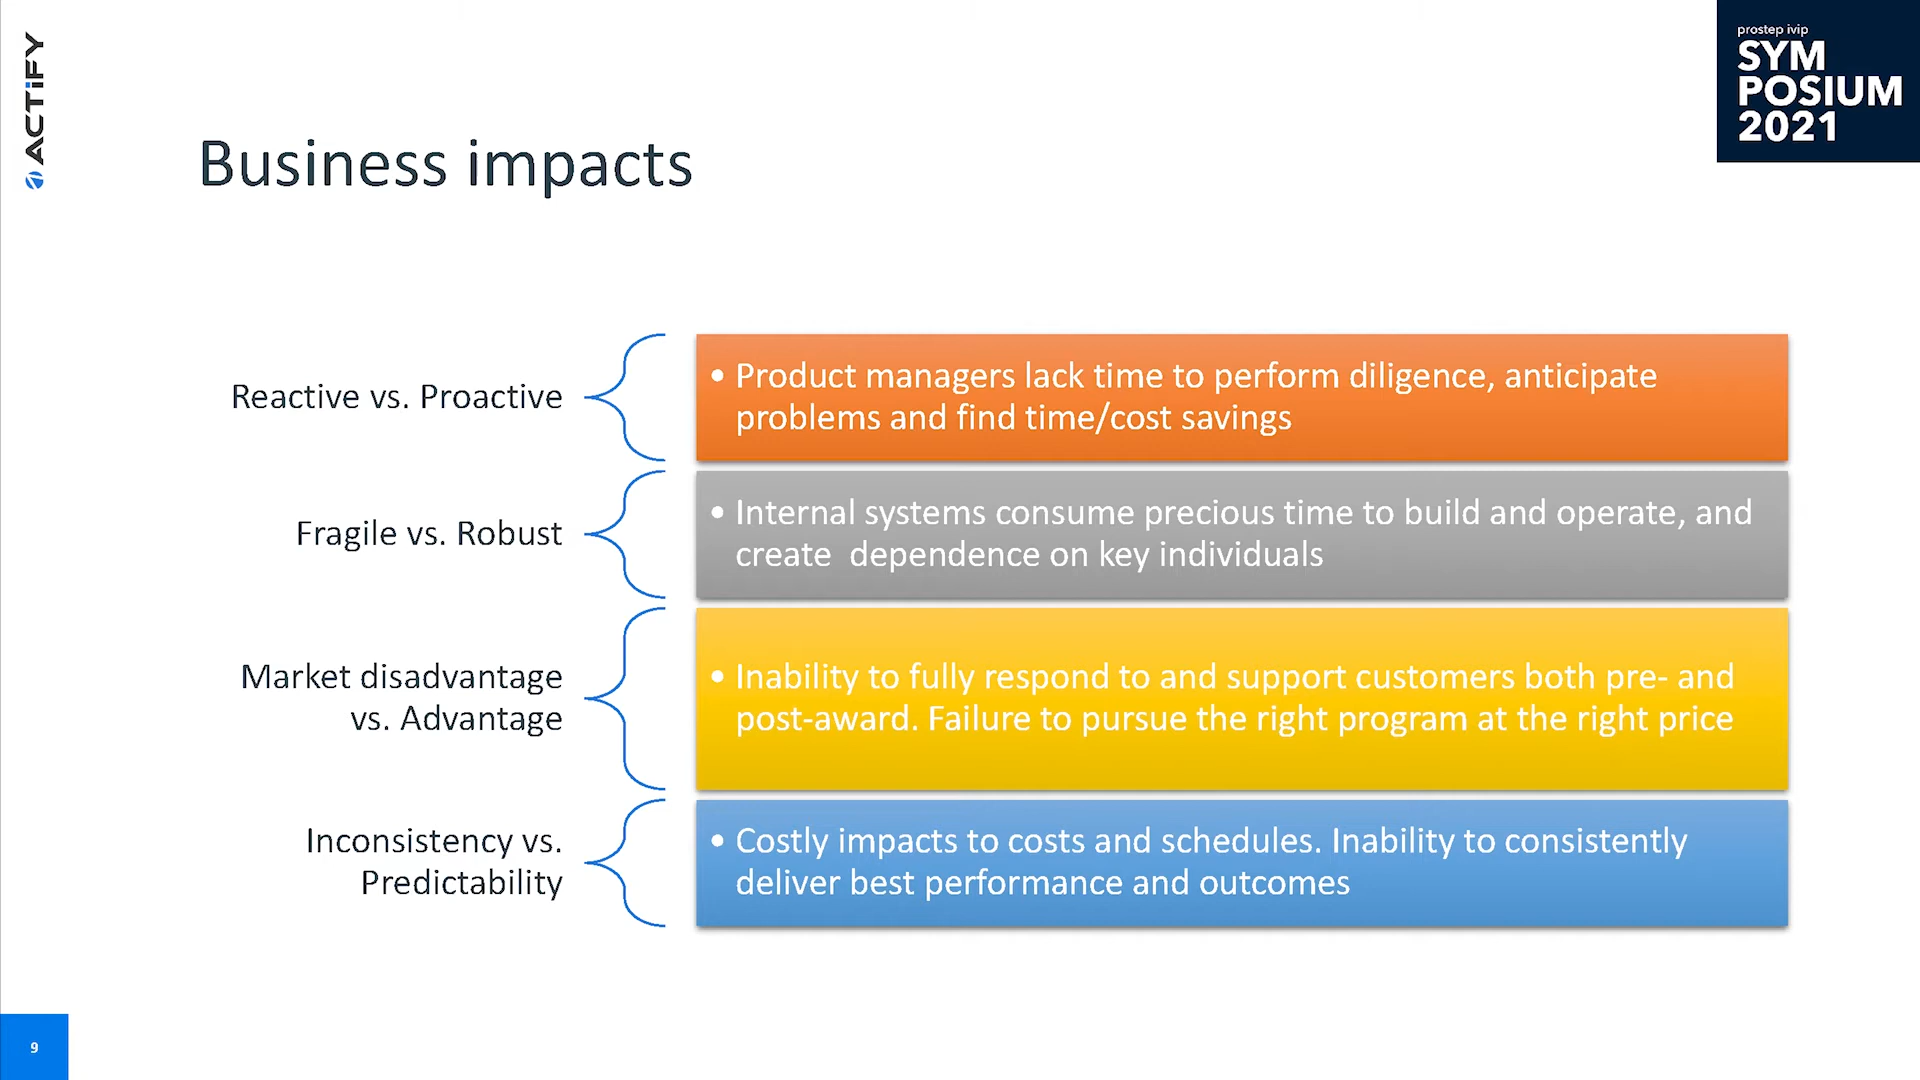 ACTIFY
prostep ivip
SYM
POSIUM
2021
Business impacts
Reactive vs. Proactive
• Product managers lack time to perform diligence, anticipate
problems and find time/cost savings
Fragile vs. Robust
• Internal systems consume precious time to build and operate, and
create  dependence on key individuals
Market disadvantage
vs. Advantage
• Inability to fully respond to and support customers both pre- and
post-award. Failure to pursue the right program at the right price
Inconsistency vs.
Predictability
• Costly impacts to costs and schedules. Inability to consistently
deliver best performance and outcomes
9